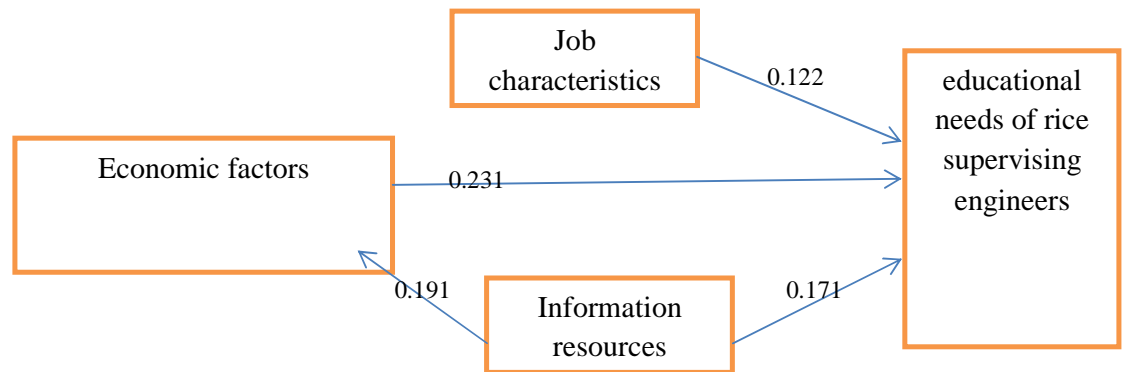 Job
characteristics
0.122
educational
needs of rice
supervising
engineers
Economic factors
0.231
0.191
Information
resources
0.171